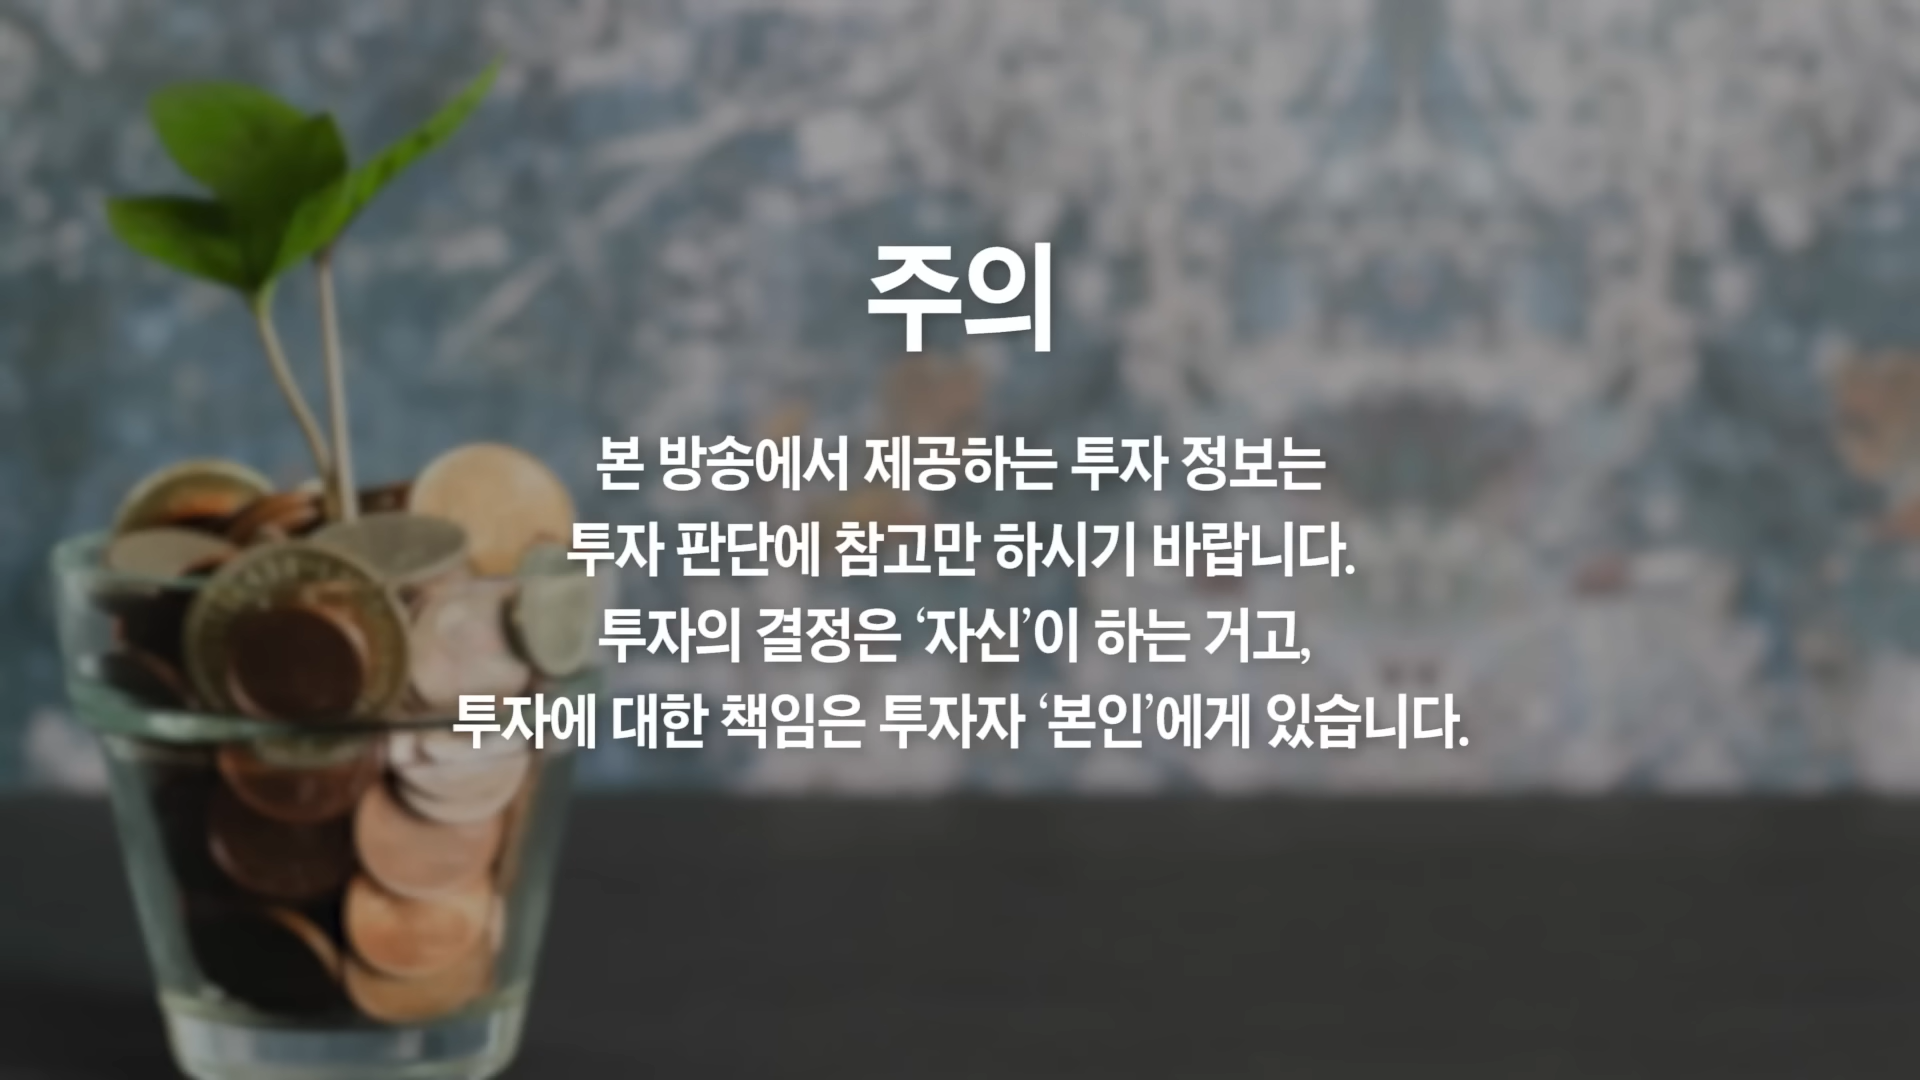 주의
본 방송에서 제공하는 투자 정보는
투자 판단에 참고만 하시기 바랍니다.
투자의 결정은 ‘자신’이 하는 거고,
투자에 대한 책임은 투자자 ‘본인’에게 있습니다.